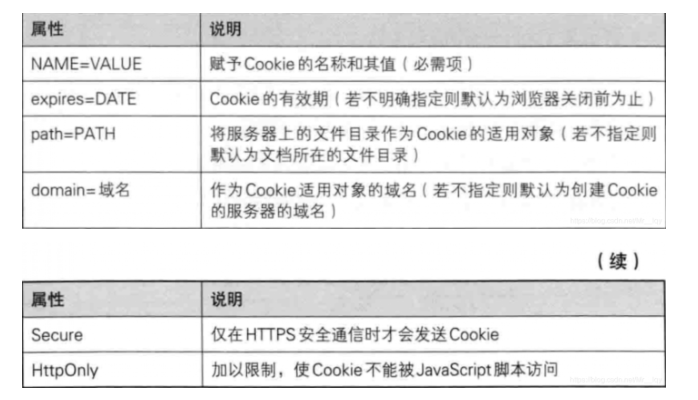 属性 说明
NAME=VALUE 赋予Cookie的名称和其值（必需项）
expires=DATE Cookie的有效期（若不明确指定则默认为浏览器关闭前为止）
path=PATH 将服务器上的文件目录作为Cookie的适用对象（若不指定则
默认为文档所在的文件目录）
domain=域名 作为Cookie适用对象的域名（若不指定则默认为创建Cookie
的服务器的域名）
（续）
属性 说明
Secure 仅在HTTPS安全通信时才会发送Cookie
HttpOnly 加以限制，使Cookie不能被JavaScript脚本访问